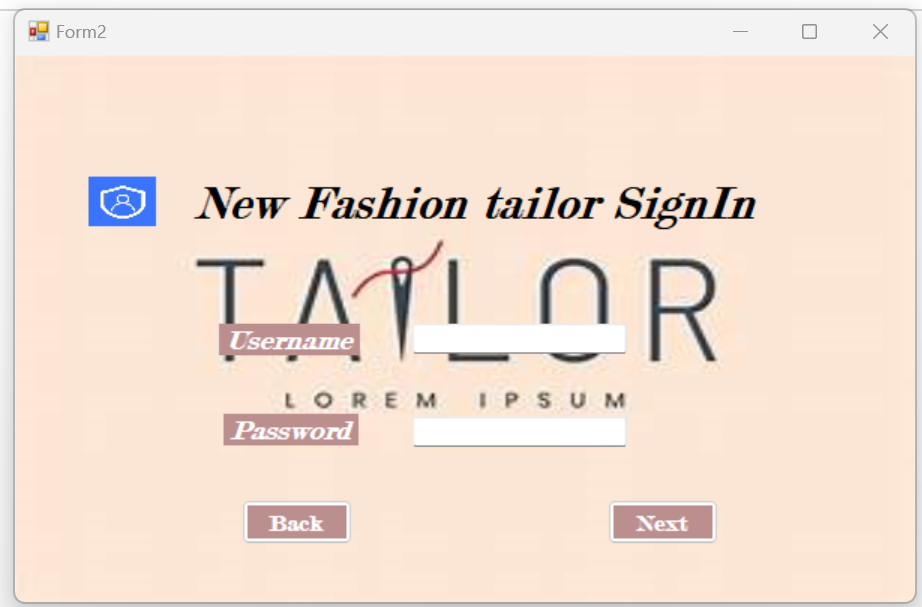 Form2
New Fashion tailor SignIn
TAILOR
Username
LOREM IPSUM
Password
Back
Next